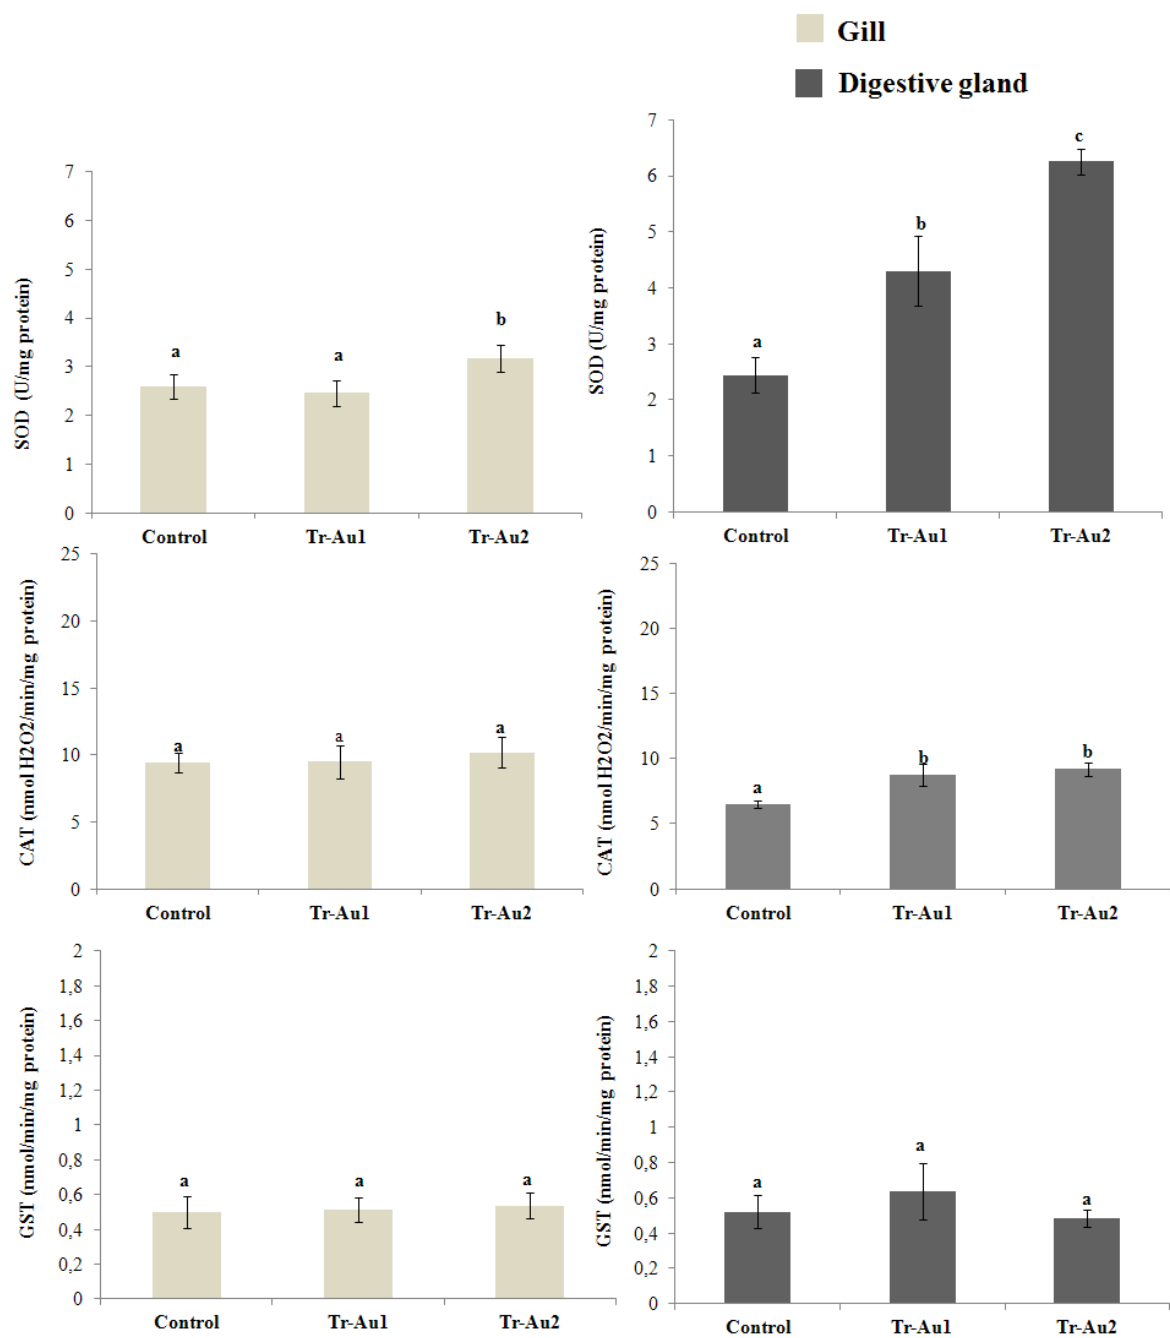 Gill
Digestive gland
SOD (U/mg protein)
7
6
5
4
3
2
1
0
a
a
b
Control
Tr-Au1
Tr-Au2
SOD (U/mg protein)
7
6
5
4
3
2
1
0
a
b
c
Control
Tr-Au1
Tr-Au2
CAT (nmol H2O2/min/mg protein)
25
20
15
10
5
0
a
a
a
Control
Tr-Au1
Tr-Au2
CAT (nmol H2O2/min/mg protein)
25
20
15
10
5
0
a
b
b
Control
Tr-Au1
Tr-Au2
GST (nmol/min/mg protein)
2
1,8
1,6
1,4
1,2
1
0,8
0,6
0,4
0,2
0
a
a
a
Control
Tr-Au1
Tr-Au2
GST (nmol/min/mg protein)
2
1,8
1,6
1,4
1,2
1
0,8
0,6
0,4
0,2
0
a
a
a
Control
Tr-Au1
Tr-Au2